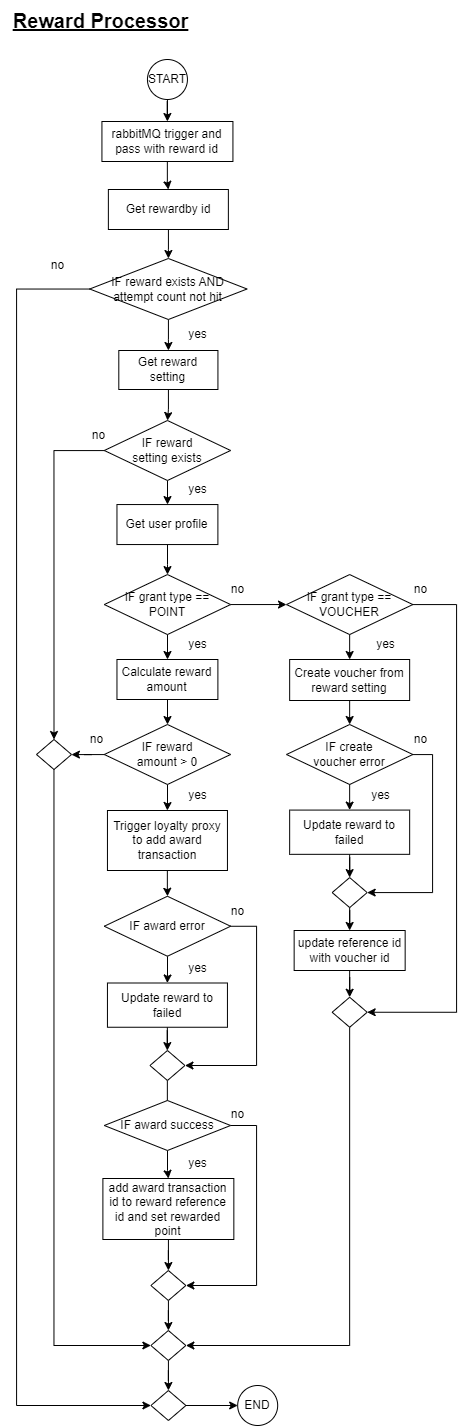 Reward Processor
START
rabbitMQ trigger and
pass with reward id
Get rewardby id
no
IF reward exists AND
attempt count not hit
yes
Get reward
setting
no
IF reward
setting exists
yes
Get user profile
IF grant type ==
POINT
no
IF grant type ==
VOUCHER
no
yes
yes
Calculate reward
amount
Create voucher from
reward setting
no
IF reward
amount > 0
IF create
voucher error
no
yes
yes
Trigger loyalty proxy
to add award
transaction
Update reward to
failed
IF award error
no
update reference id
with voucher id
yes
Update reward to
failed
IF award success
no
yes
add award transaction
id to reward reference
id and set rewarded
point
END